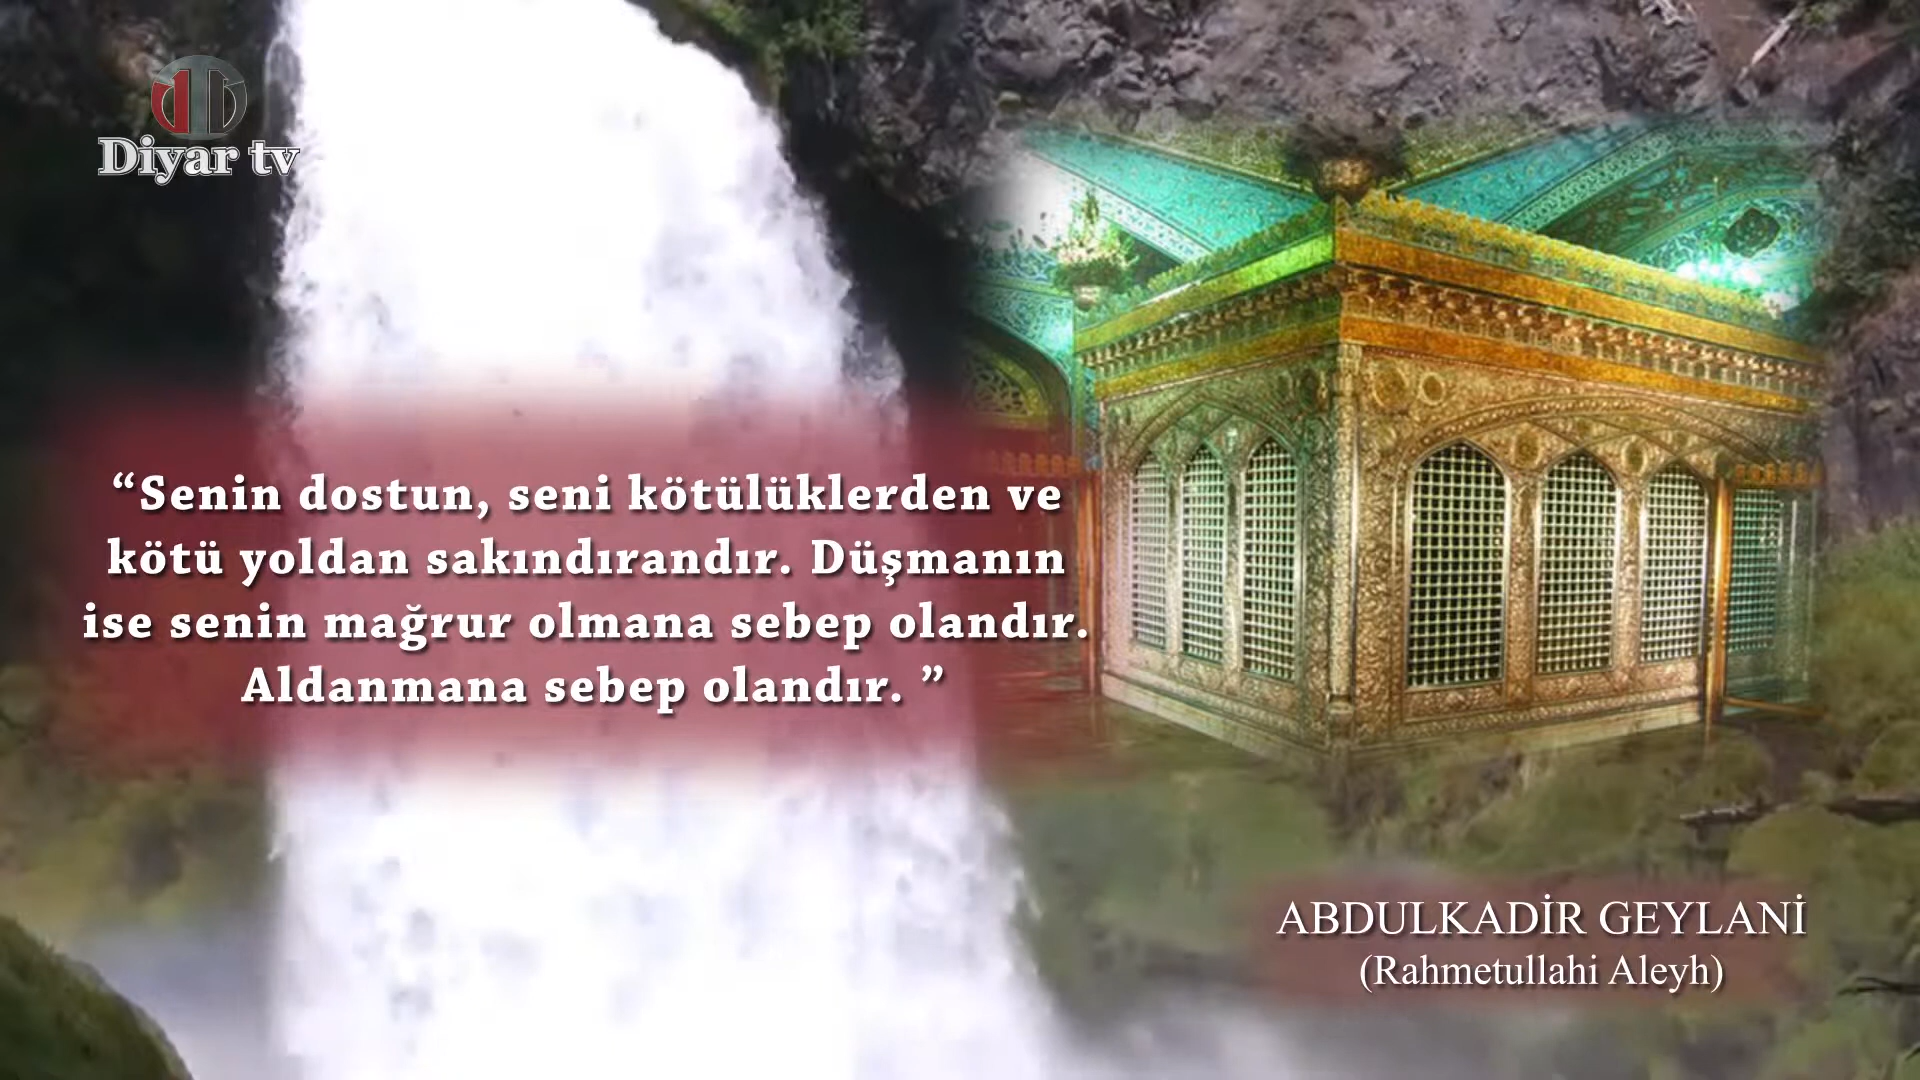 Diyar tv
“Senin dostun, seni kötülüklerden ve
kötü yoldan sakındırandır. Düşmanın
ise senin mağrur olmana sebep olandır.
Aldanmana sebep olandır. ”
ABDULKADİR GEYLANİ
(Rahmetullahi Aleyh)